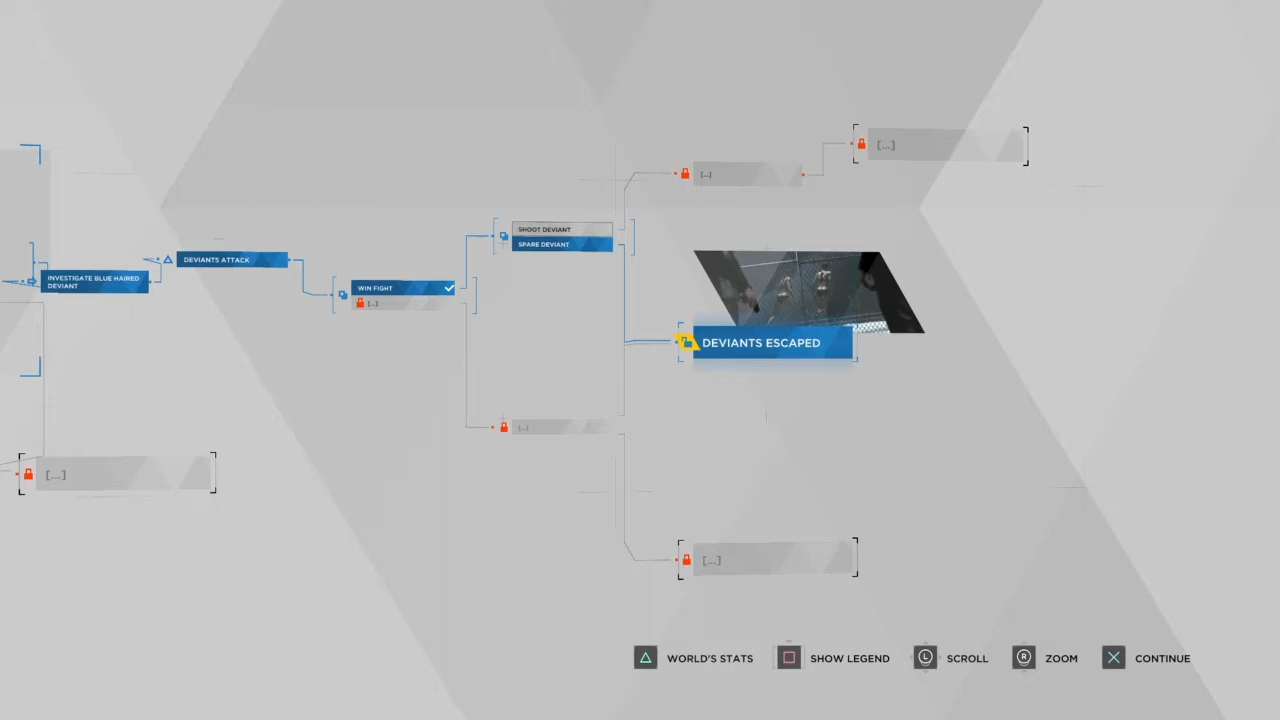 [...]
[...]
SHOOT DEVIANT
SPARE DEVIANT
DEVIANTS ATTACK
INVESTIGATE BLUE HAIRED
DEVIANT
WIN FIGHT
[...]
DEVIANTS ESCAPED
[...]
[...]
[...]
WORLD'S STATS
SHOW LEGEND
L SCROLL
R ZOOM
CONTINUE